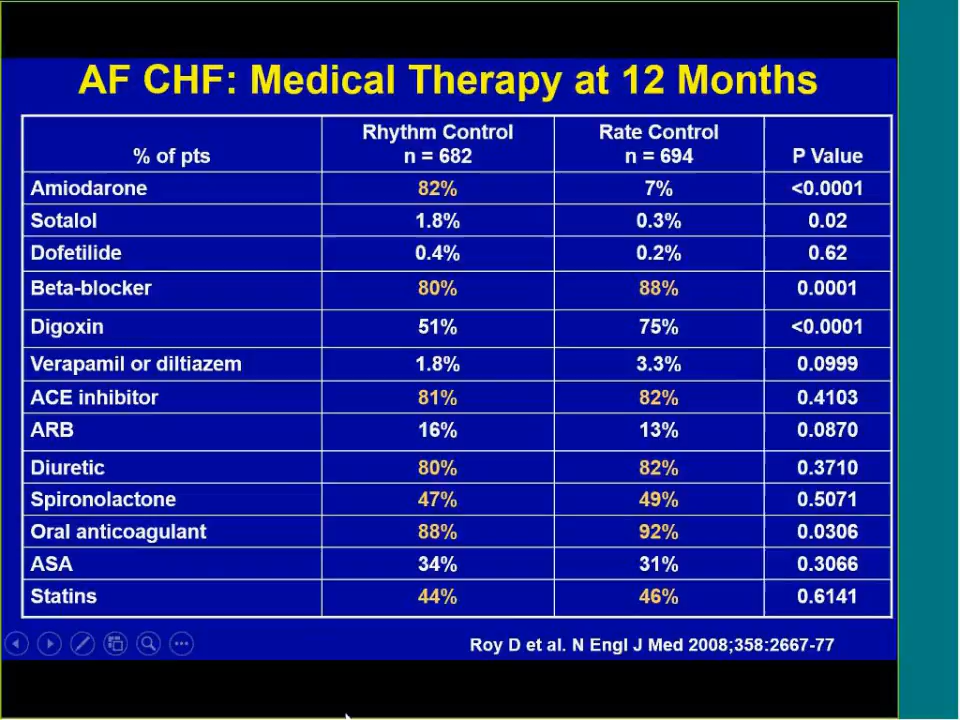 AF CHF: Medical Therapy at 12 Months
% of pts Rhythm Control n = 682 Rate Control n = 694 P Value
Amiodarone 82% 7% <0.0001
Sotalol 1.8% 0.3% 0.02
Dofetilide 0.4% 0.2% 0.62
Beta-blocker 80% 88% 0.0001
Digoxin 51% 75% <0.0001
Verapamil or diltiazem 1.8% 3.3% 0.0999
ACE inhibitor 81% 82% 0.4103
ARB 16% 13% 0.0870
Diuretic 80% 82% 0.3710
Spironolactone 47% 49% 0.5071
Oral anticoagulant 88% 92% 0.0306
ASA 34% 31% 0.3066
Statins 44% 46% 0.6141
Roy D et al. N Engl J Med 2008;358:2667-77